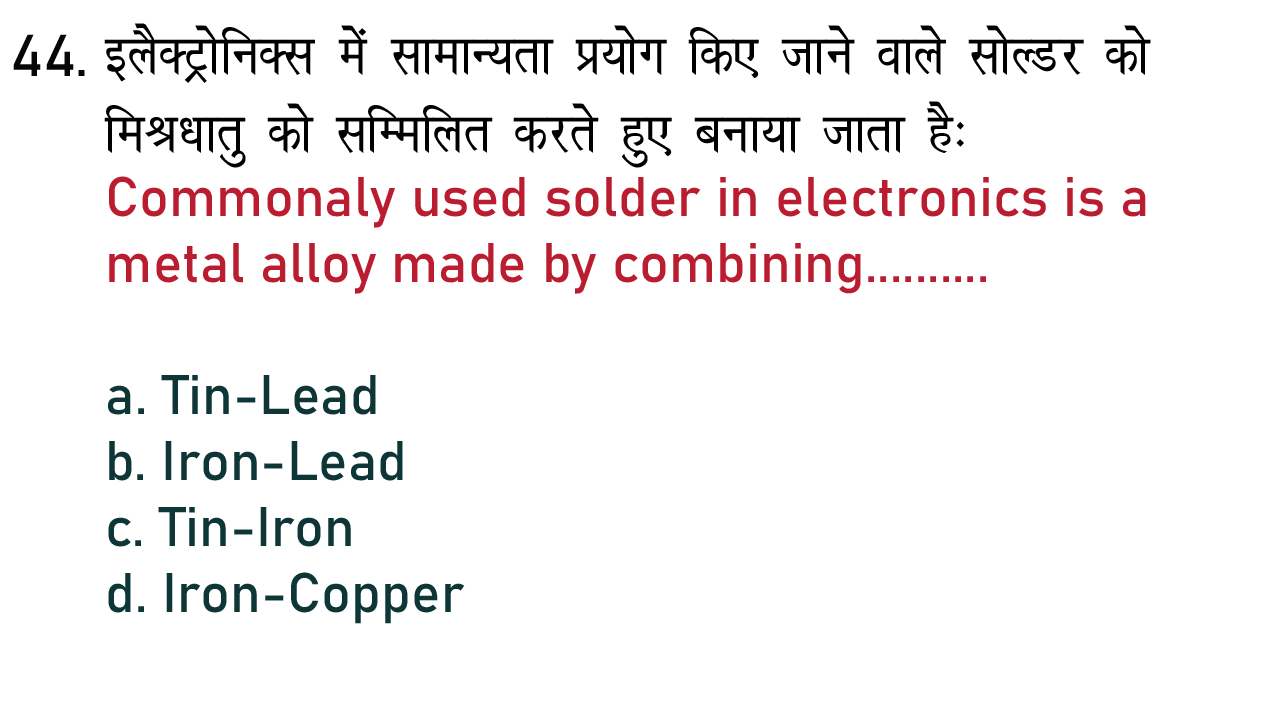 44. इलैक्ट्रोनिक्स में सामान्यता प्रयोग किए जाने वाले सोल्डर को
मिश्रधातु को सम्मिलित करते हुए बनाया जाता हैः
Commonaly used solder in electronics is a
metal alloy made by combining..........
a. Tin-Lead
b. Iron-Lead
c. Tin-Iron
d. Iron-Copper